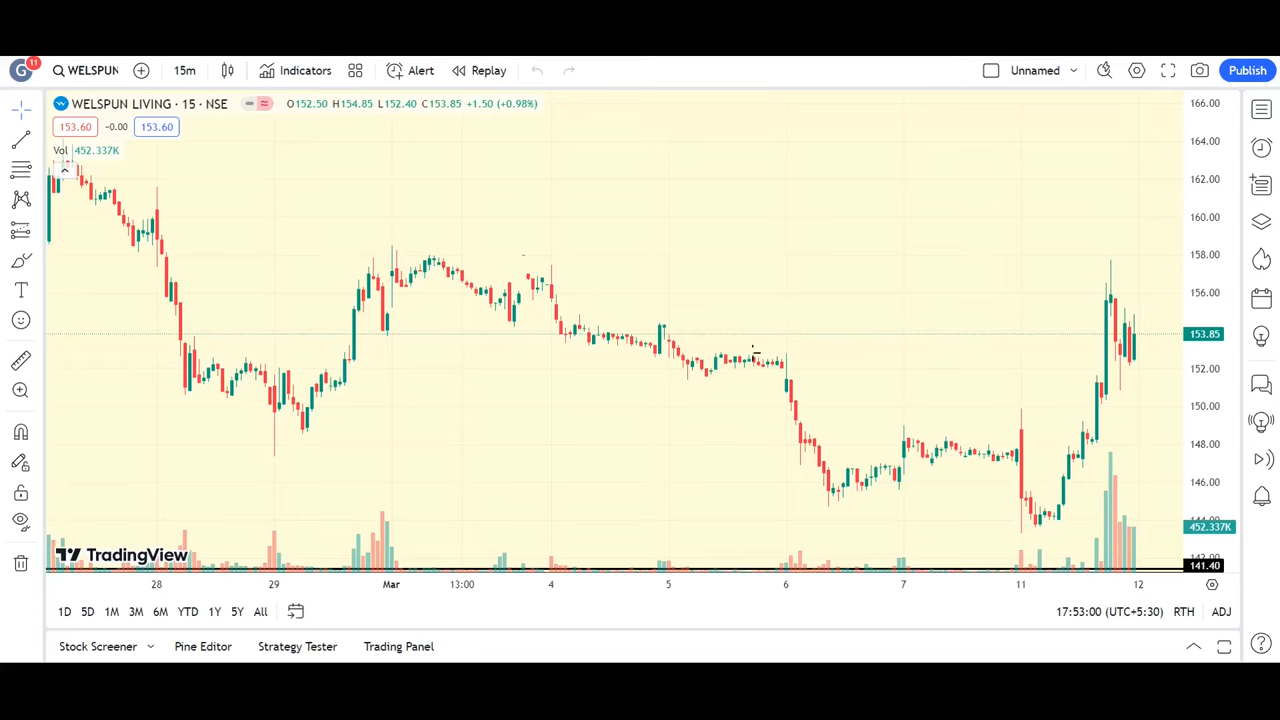 G 11 WELSPUN 15m Indicators Alert Replay Unnamed Publish
WELSPUN LIVING · 15 · NSE O152.50 H154.85 L152.40 C153.85 +1.50 (+0.98%)
153.60 −0.00 153.60
Vol 452.337K
166.00
164.00
162.00
160.00
158.00
156.00
153.85
152.00
150.00
148.00
146.00
144.00
452.337K
142.00
141.40
TradingView
28 29 Mar 13:00 4 5 6 7 11 12
1D 5D 1M 3M 6M YTD 1Y 5Y All 17:53:00 (UTC+5:30) RTH ADJ
Stock Screener Pine Editor Strategy Tester Trading Panel